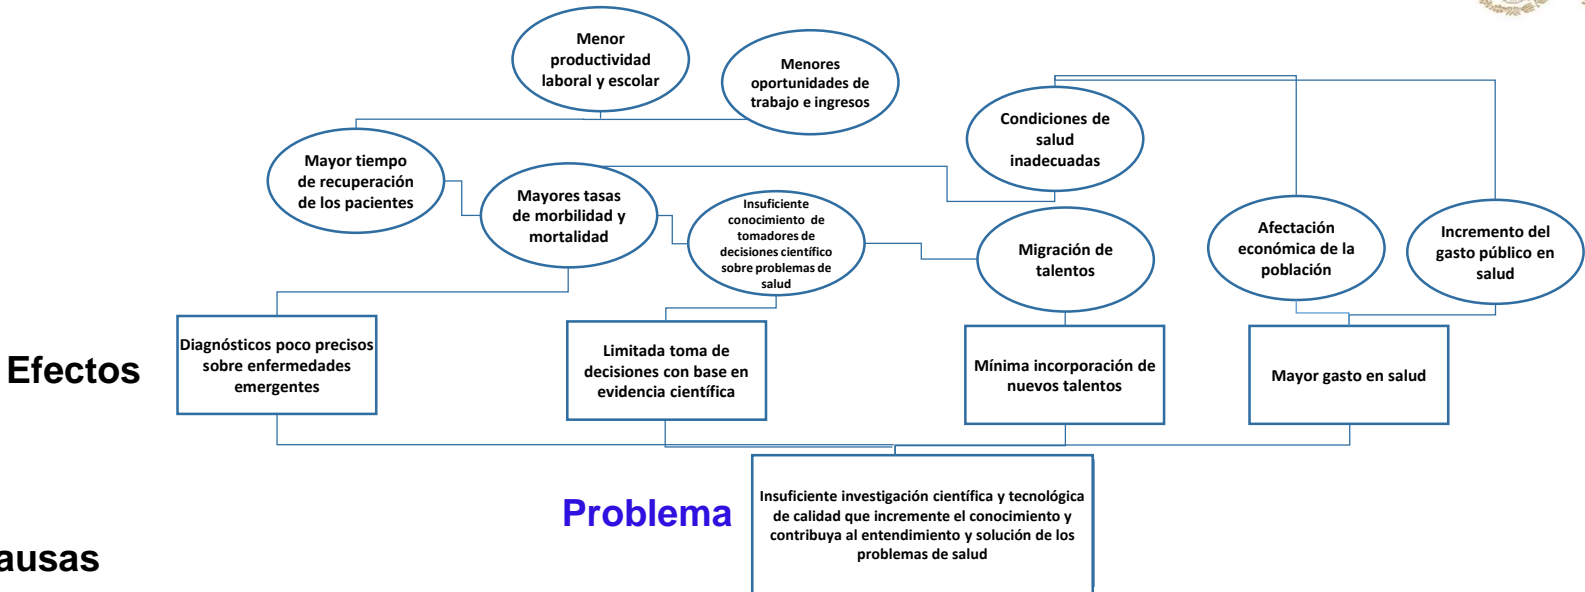 Menor
productividad
laboral y escolar
Menores
oportunidades de
trabajo e ingresos
Condiciones de
salud
inadecuadas
Mayor tiempo
de recuperación
de los pacientes
Mayores tasas
de morbilidad y
mortalidad
Insuficiente
conocimiento de
tomadores de
decisiones científico
sobre problemas de
salud
Migración de
talentos
Afectación
económica de la
población
Incremento del
gasto público en
salud
Efectos
Diagnósticos poco precisos
sobre enfermedades
emergentes
Limitada toma de
decisiones con base en
evidencia científica
Mínima incorporación de
nuevos talentos
Mayor gasto en salud
Problema
Insuficiente investigación científica y tecnológica
de calidad que incremente el conocimiento y
contribuya al entendimiento y solución de los
problemas de salud
ausas